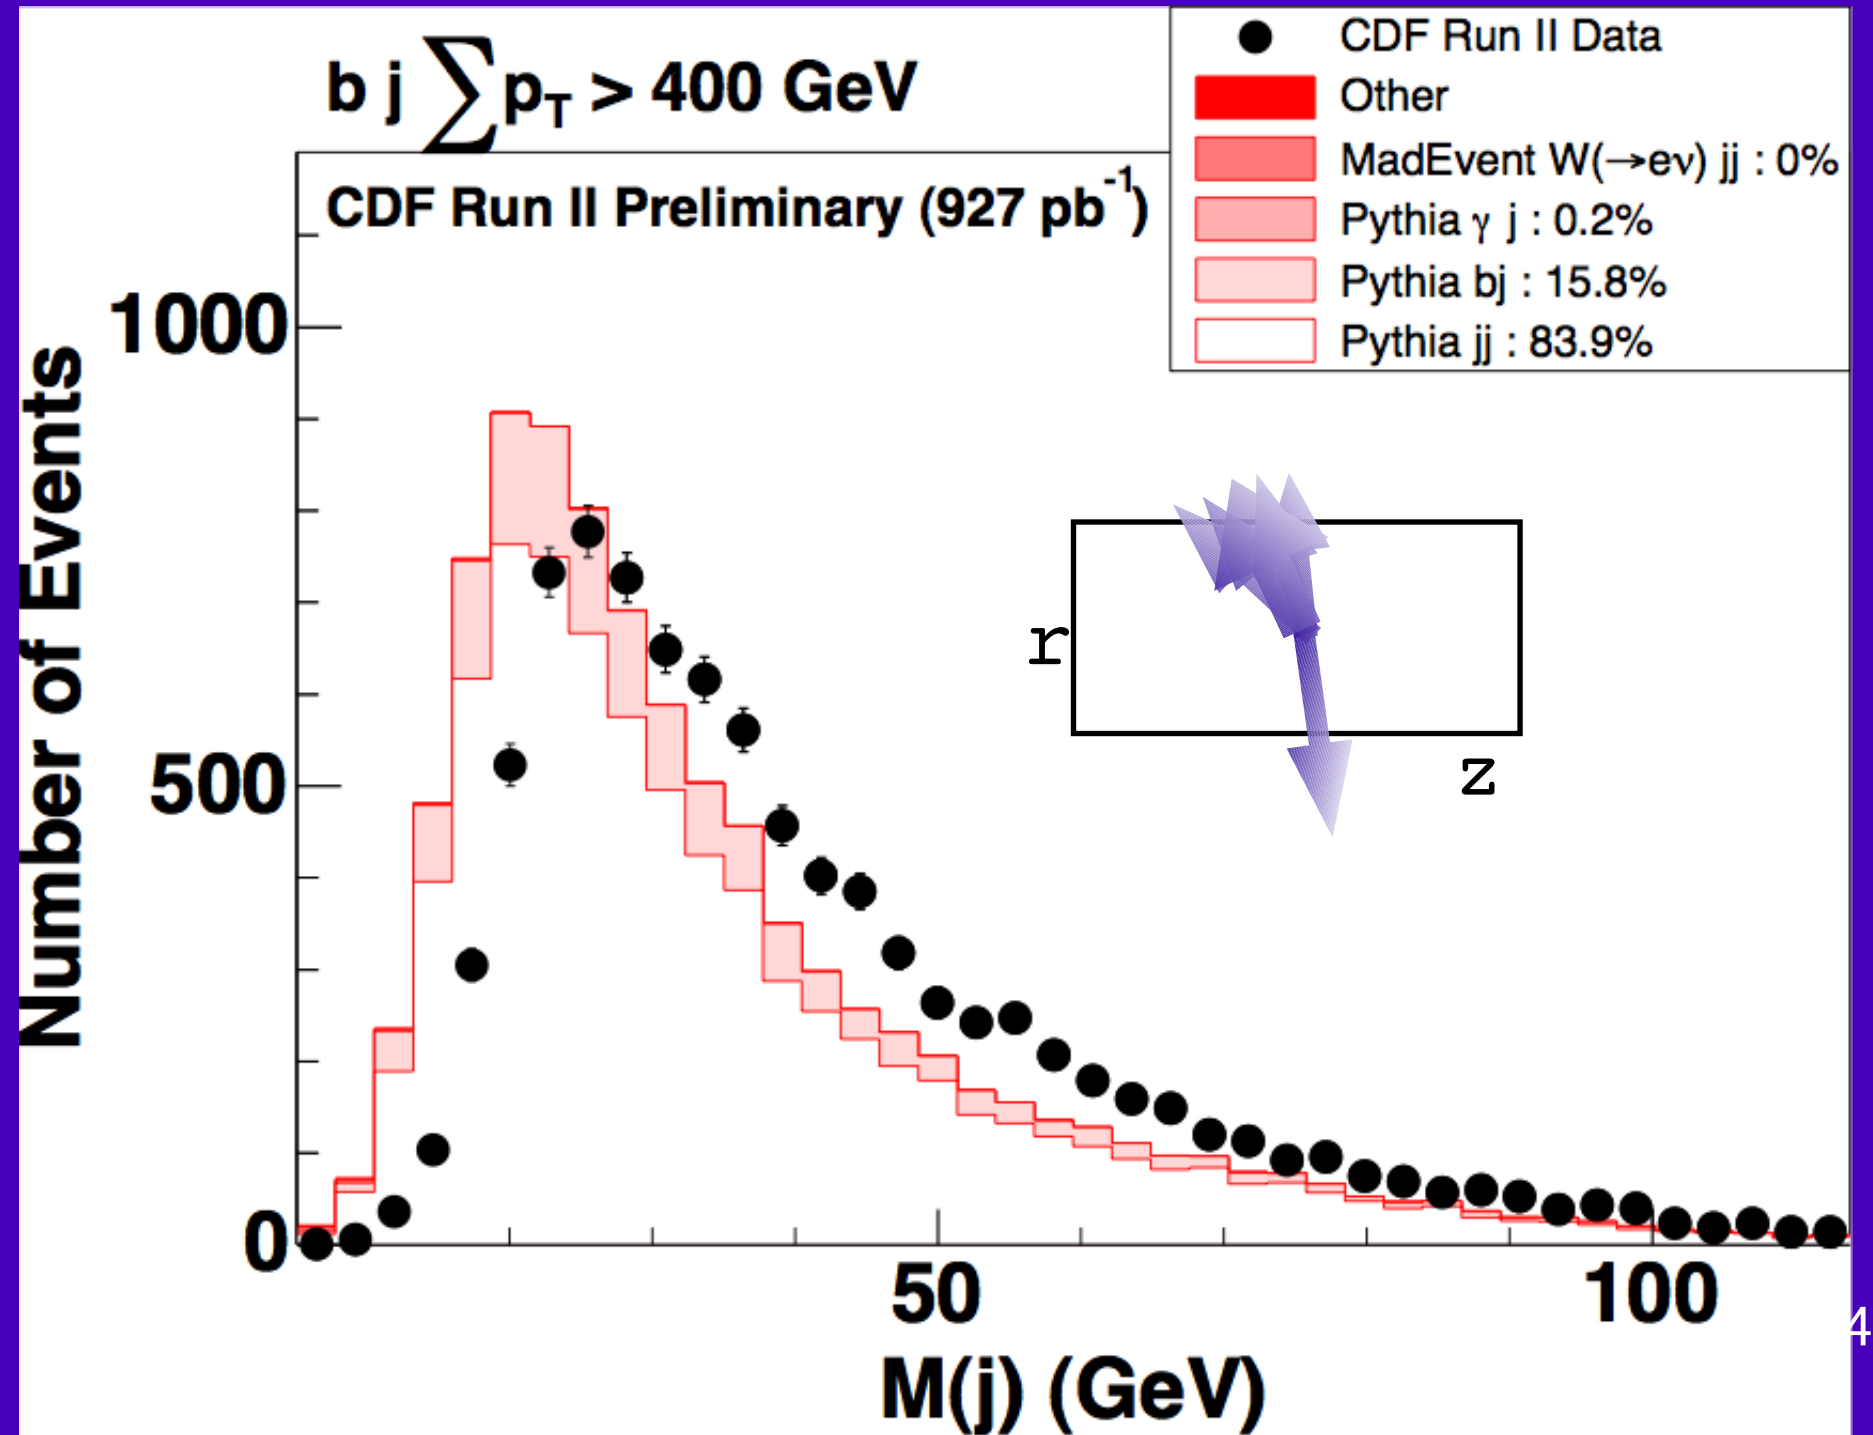 b j ∑p_T > 400 GeV
CDF Run II Data
Other
MadEvent W(→eν) jj : 0%
Pythia γ j : 0.2%
Pythia bj : 15.8%
Pythia jj : 83.9%
CDF Run II Preliminary (927 pb⁻¹)
Number of Events
1000
500
0
r
z
50
100
M(j) (GeV)
4